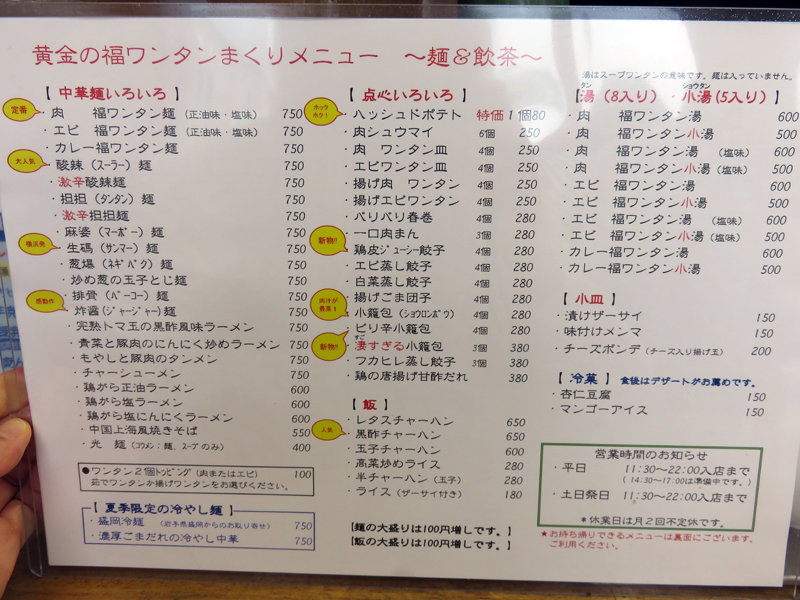 黄金の福ワンタンまくりメニュー　～麺＆飲茶～
【 中華麺いろいろ 】
定番
・肉　福ワンタン麺（正油味・塩味） 750
・エビ　福ワンタン麺（正油味・塩味） 750
・カレー福ワンタン麺 750
大人気
・酸辣（スーラー）麺 750
・激辛酸辣麺 750
・担担（タンタン）麺 750
・激辛担担麺 750
・麻婆（マーボー）麺 750
横浜発
・生碼（サンマー）麺 750
・葱爆（ネギバク）麺 750
・炒め葱の玉子とじ麺 750
感動作
・排骨（パーコー）麺 750
・炸醤（ジャージャー）麺 750
・完熟トマ玉の黒酢風味ラーメン 750
・青菜と豚肉のにんにく炒めラーメン 750
・もやしと豚肉のタンメン 750
・チャーシューメン 750
・鶏がら正油ラーメン 600
・鶏がら塩ラーメン 600
・鶏がら塩にんにくラーメン 600
・中国上海風焼きそば 550
・光　麺（コウメン：麺、スープのみ） 400
●ワンタン２個トッピング（肉またはエビ） 100
茹でワンタンか揚げワンタンをお選びください。
【 夏季限定の冷やし麺 】
・盛岡冷麺（岩手県盛岡からのお取り寄せ） 750
・濃厚ごまだれの冷やし中華 750
【 点心いろいろ 】
ホックホク！
・ハッシュドポテト 特価１個80
・肉シュウマイ 6個 250
・肉　ワンタン皿 4個 250
・エビワンタン皿 4個 250
・揚げ肉　ワンタン 4個 250
・揚げエビワンタン 4個 250
・パリパリ春巻 4個 280
・一口肉まん 3個 280
新物!!
・鶏皮ジューシー餃子 4個 280
・エビ蒸し餃子 4個 280
・白菜蒸し餃子 4個 280
・揚げごま団子 4個 280
肉汁が最高！
・小籠包（ショウロンポウ） 4個 280
・ピリ辛小籠包 4個 280
新物!!
・凄すぎる小籠包 3個 380
すご
・フカヒレ蒸し餃子 3個 380
・鶏の唐揚げ甘酢だれ 380
【 飯 】
・レタスチャーハン 650
人気
・黒酢チャーハン 650
・玉子チャーハン 600
・高菜炒めライス 280
・半チャーハン（玉子） 280
・ライス（ザーサイ付き） 180
【麺の大盛りは100円増しです。】
【飯の大盛りは100円増しです。】
湯はスープワンタンの意味です。麺は入っていません。
タン　ショウタン
【湯（8入り）・小湯(5入り)】
・肉　福ワンタン湯 600
・肉　福ワンタン小湯 500
・肉　福ワンタン湯（塩味） 600
・肉　福ワンタン小湯（塩味） 500
・エビ　福ワンタン湯 600
・エビ　福ワンタン小湯 500
・エビ　福ワンタン湯（塩味） 600
・エビ　福ワンタン小湯（塩味） 500
・カレー福ワンタン湯 600
・カレー福ワンタン小湯 500
【 小皿 】
・漬けザーサイ 150
・味付けメンマ 150
・チーズポンデ（チーズ入り揚げ玉） 200
【 冷菓 】　食後はデザートがお薦めです。
・杏仁豆腐 150
・マンゴーアイス 150
営業時間のお知らせ
・平日　11:30～22:00入店まで
（ 14:30～17:00は準備中です。）
・土日祭日　11:30～22:00入店まで
＊休業日は月２回不定休です。
★お持ち帰りできるメニューは裏面にございます。
ご利用ください。